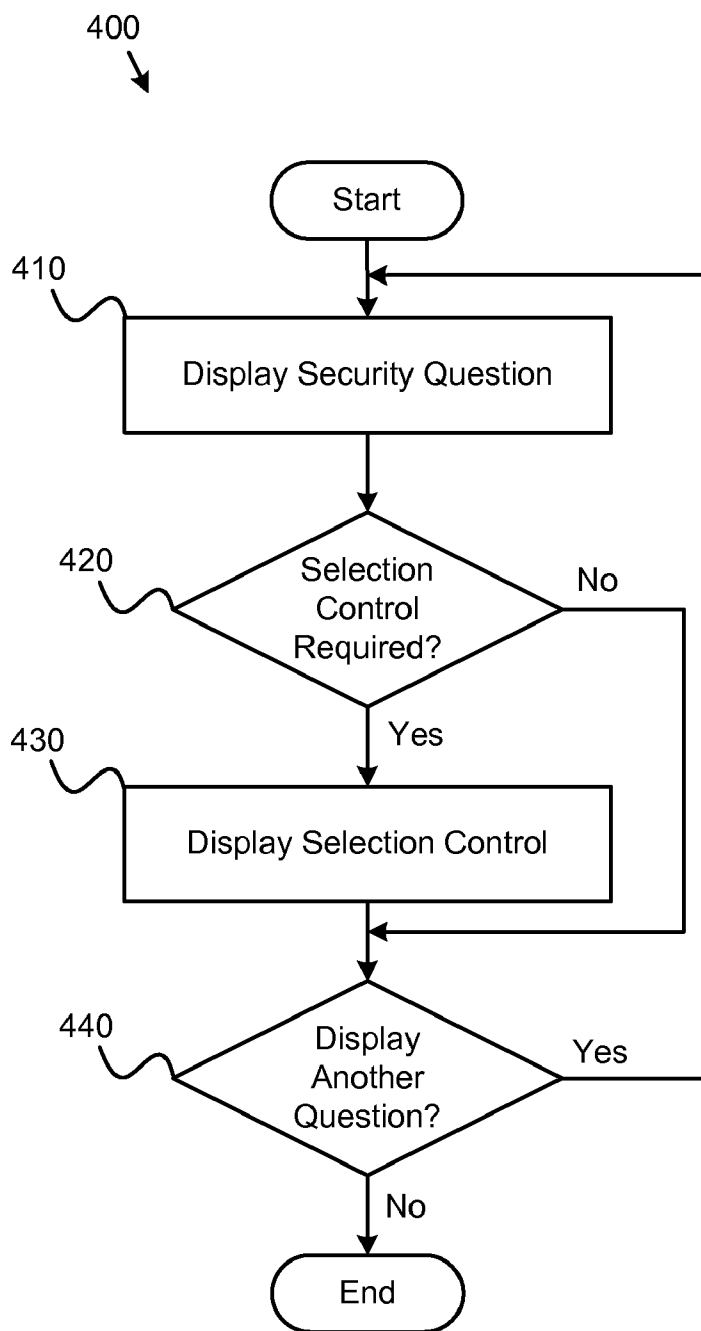 400
Start
410
Display Security Question
420
Selection
Control
Required?
No
Yes
430
Display Selection Control
440
Display
Another
Question?
Yes
No
End